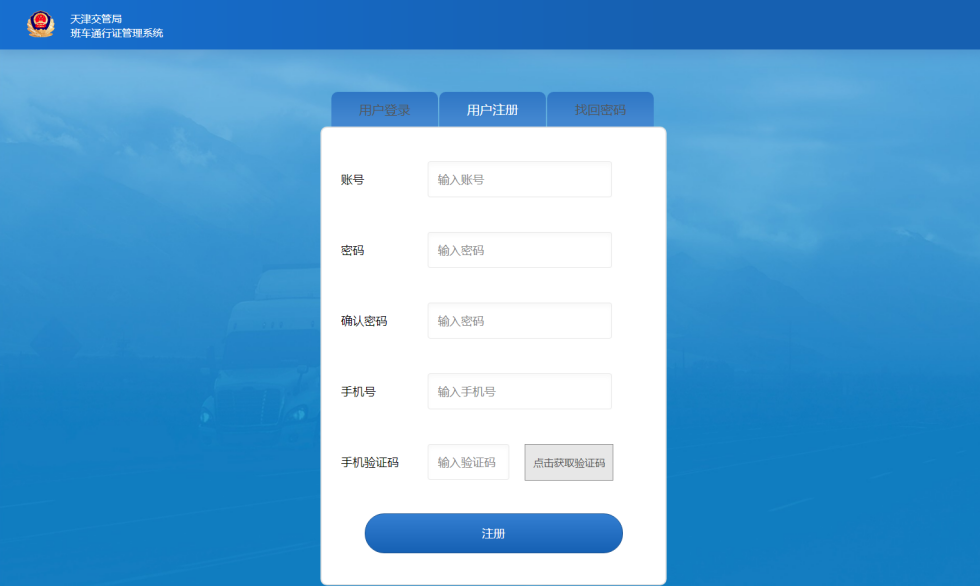 天津交管局
班车通行证管理系统
用户登录
用户注册
找回密码
账号
输入账号
密码
输入密码
确认密码
输入密码
手机号
输入手机号
手机验证码
输入验证码
点击获取验证码
注册